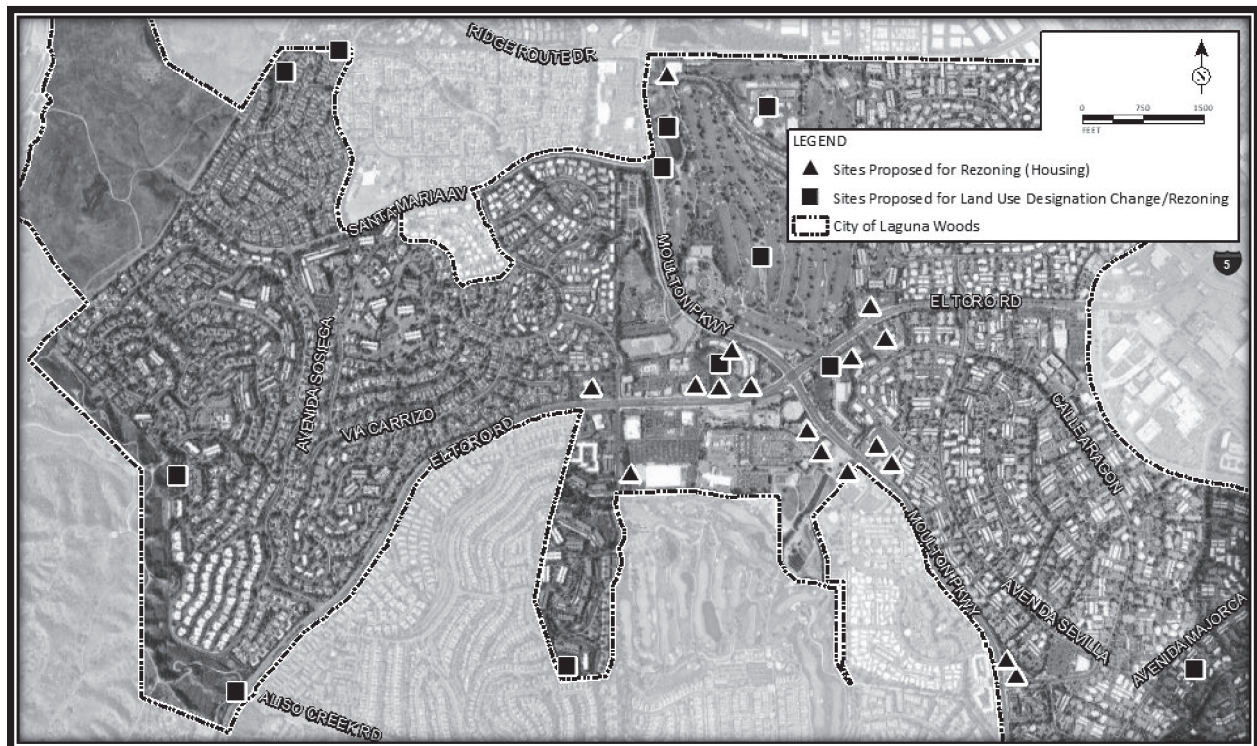 RIDGE ROUTE DR
0 750 1500
FEET
LEGEND
Sites Proposed for Rezoning (Housing)
Sites Proposed for Land Use Designation Change/Rezoning
City of Laguna Woods
SANTA MARIA AV
MOULTON PKWY
5
EL TORO RD
AVENIDA SOSIEGA
VIA CARRIZO
EL TORO RD
CALLE ARAGON
MOULTON PKWY
AVENIDA SEVILLA
AVENIDA MAJORCA
ALISO CREEK RD